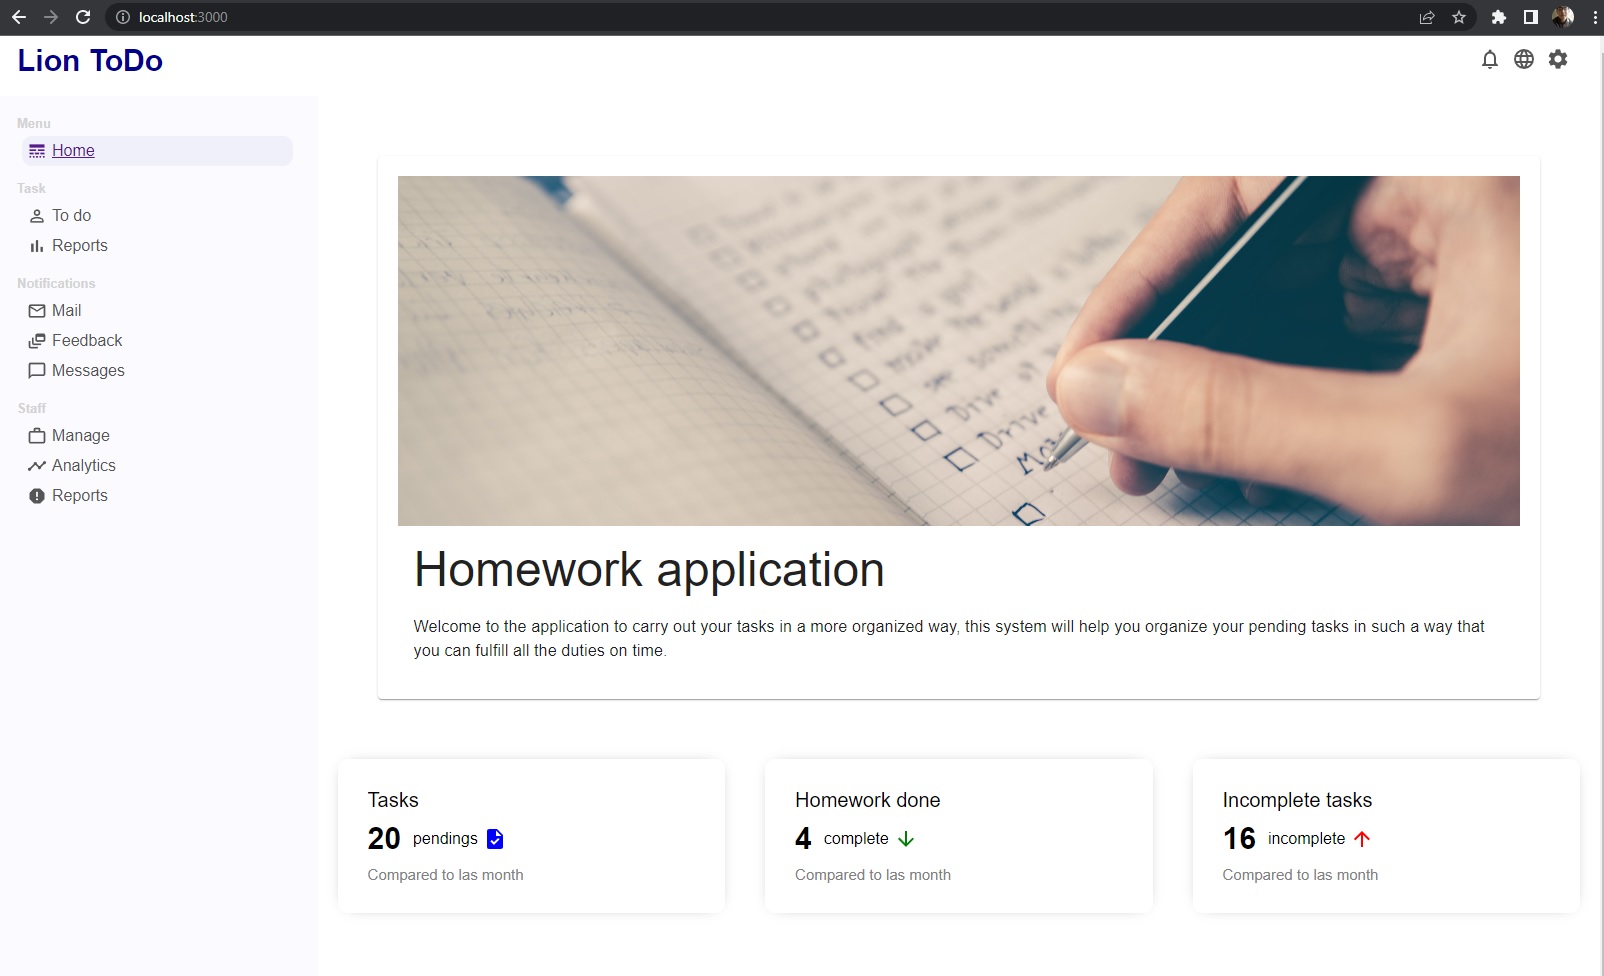 localhost:3000
Lion ToDo
Menu
Home
Task
To do
Reports
Notifications
Mail
Feedback
Messages
Staff
Manage
Analytics
Reports
Drive
Drive
Homework application
Welcome to the application to carry out your tasks in a more organized way, this system will help you organize your pending tasks in such a way that
you can fulfill all the duties on time.
Tasks
20 pendings
Compared to las month
Homework done
4 complete
Compared to las month
Incomplete tasks
16 incomplete
Compared to las month